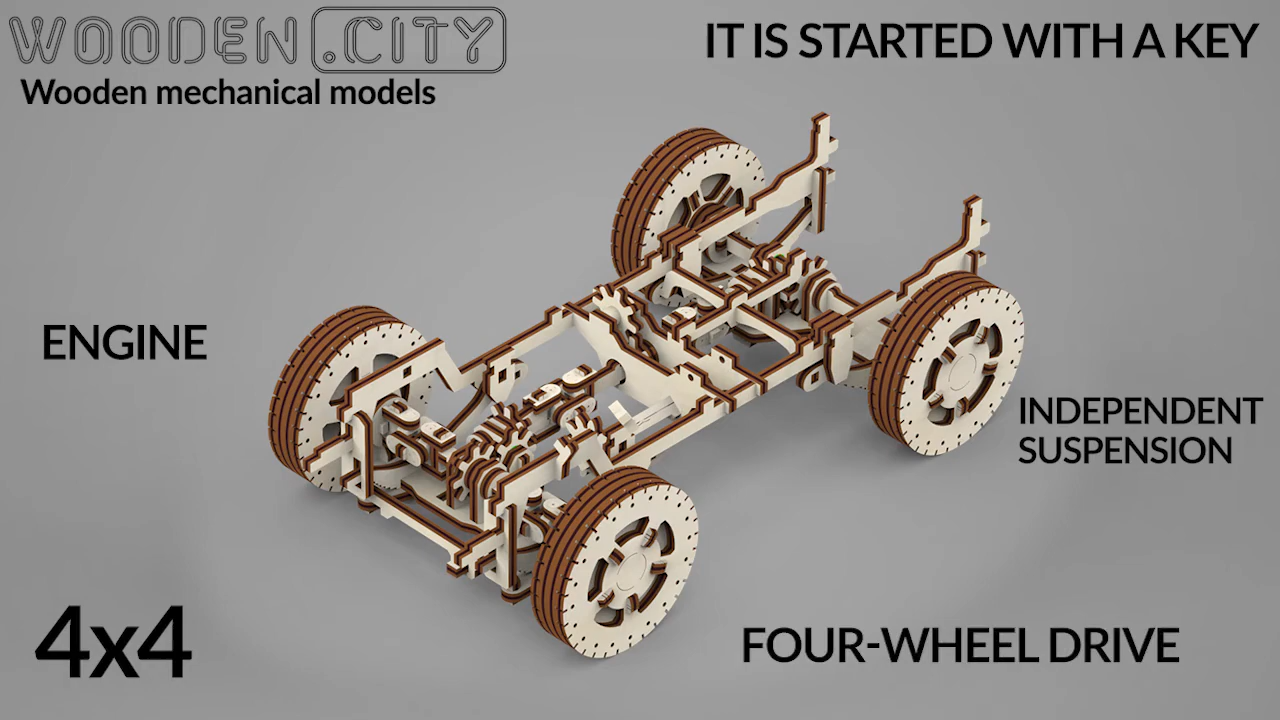 WOODEN.CITY
IT IS STARTED WITH A KEY
Wooden mechanical models
ENGINE
INDEPENDENT
SUSPENSION
4x4
FOUR-WHEEL DRIVE